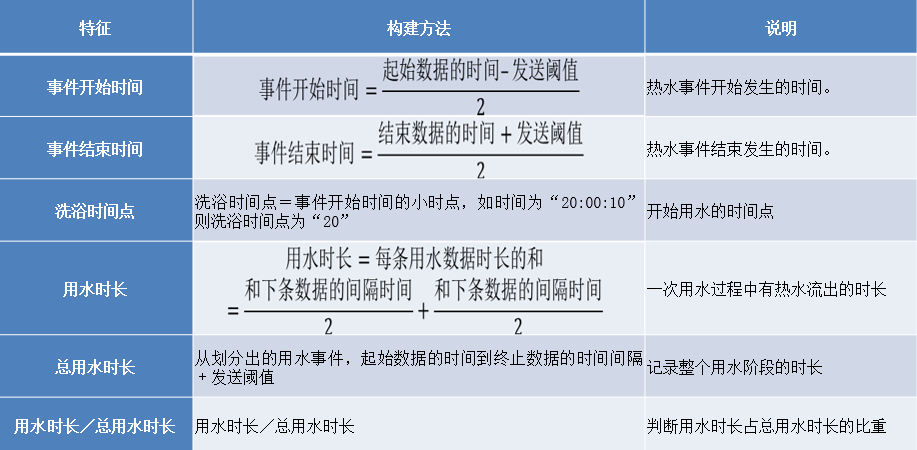 特征 构建方法 说明
事件开始时间 事件开始时间 = (起始数据的时间-发送阈值)/2 热水事件开始发生的时间。
事件结束时间 事件结束时间 = (结束数据的时间+发送阈值)/2 热水事件结束发生的时间。
洗浴时间点 洗浴时间点＝事件开始时间的小时点，如时间为“20:00:10” 开始用水的时间点
则洗浴时间点为“20”
用水时长 用水时长 = 每条用水数据时长的和 一次用水过程中有热水流出的时长
= 和下条数据的间隔时间/2 + 和下条数据的间隔时间/2
总用水时长 从划分出的用水事件，起始数据的时间到终止数据的时间间隔 记录整个用水阶段的时长
＋发送阈值
用水时长／总用水时长 用水时长／总用水时长 判断用水时长占总用水时长的比重